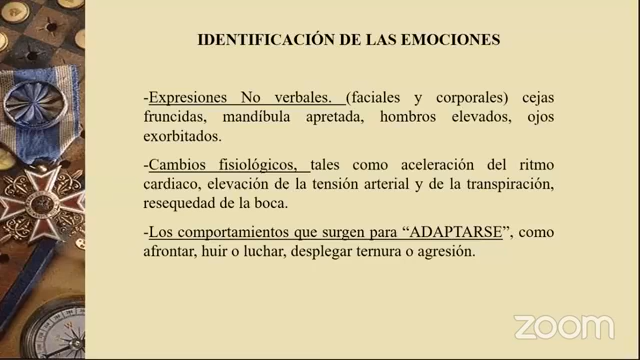 IDENTIFICACIÓN DE LAS EMOCIONES
-Expresiones No verbales. (faciales y corporales) cejas
fruncidas, mandíbula apretada, hombros elevados, ojos
exorbitados.
-Cambios fisiológicos, tales como aceleración del ritmo
cardiaco, elevación de la tensión arterial y de la transpiración,
resequedad de la boca.
-Los comportamientos que surgen para “ADAPTARSE”, como
afrontar, huir o luchar, desplegar ternura o agresión.
zoom